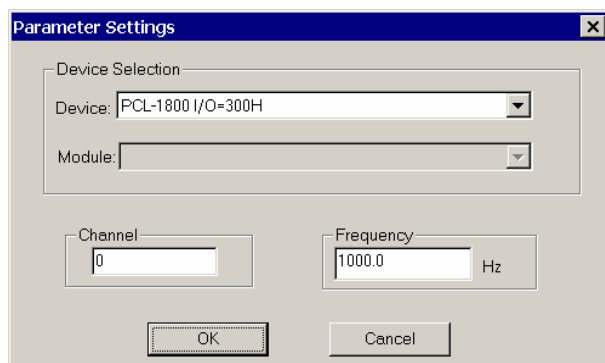 Parameter Settings
Device Selection
Device: PCL-1800 I/O=300H
Module:
Channel
0
Frequency
1000.0 Hz
OK Cancel